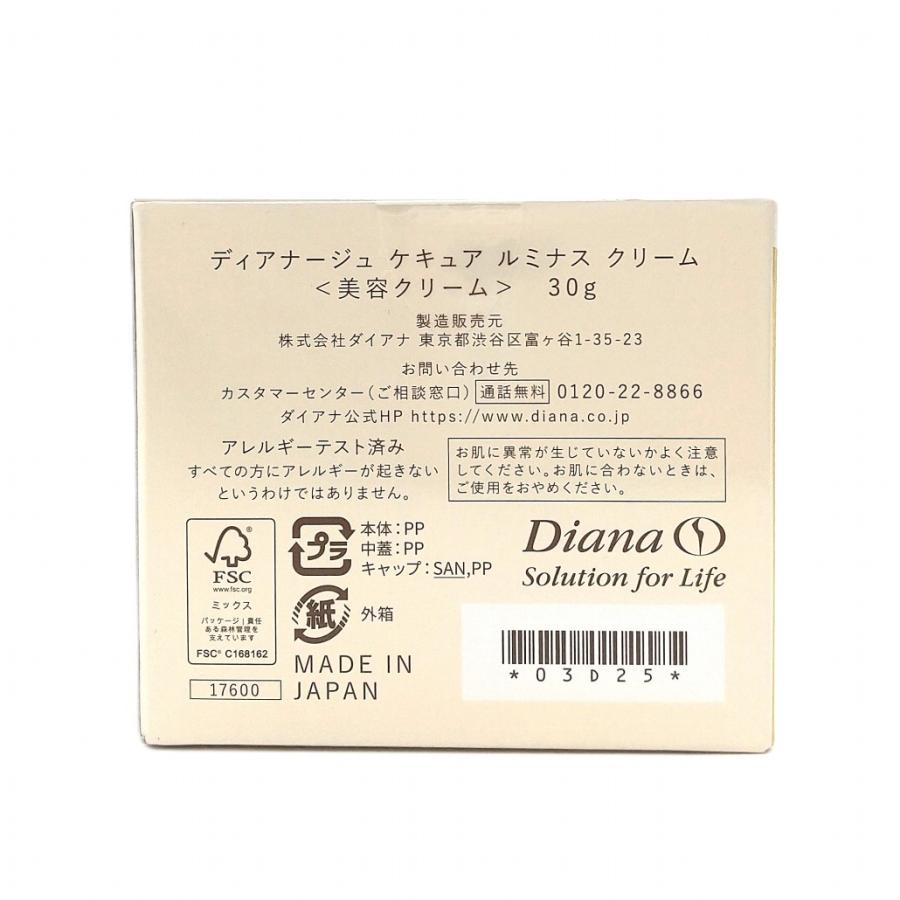 ディアナージュ ケキュア ルミナス クリーム
＜美容クリーム＞ 30g
製造販売元
株式会社ダイアナ 東京都渋谷区富ヶ谷1-35-23
お問い合わせ先
カスタマーセンター（ご相談窓口） 通話無料 0120-22-8866
ダイアナ公式HP https://www.diana.co.jp
アレルギーテスト済み
すべての方にアレルギーが起きない
というわけではありません。
お肌に異常が生じていないかよく注意
してください。お肌に合わないときは、
ご使用をおやめください。
FSC®
www.fsc.org
ミックス
パッケージ｜責任
ある森林管理を
支えています
FSC® C168162
17600
プラ
本体：PP
中蓋：PP
キャップ：SAN,PP
紙
外箱
MADE IN
JAPAN
Diana
Solution for Life
*03D25*